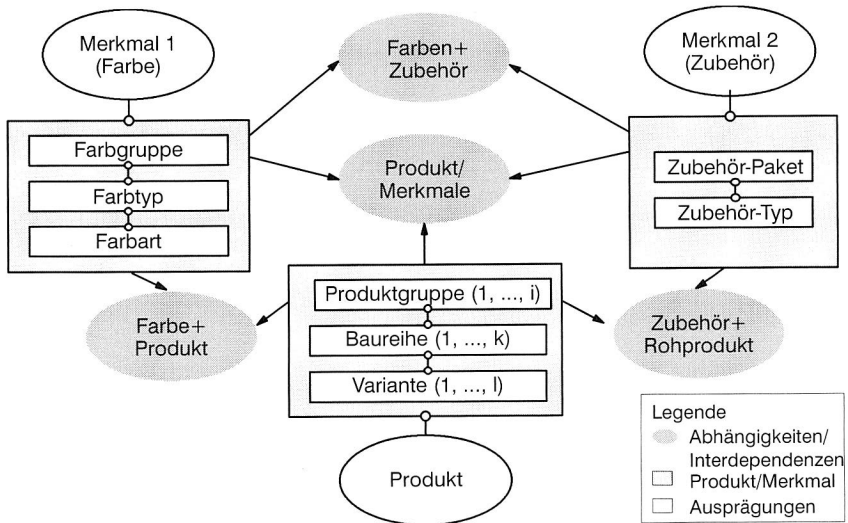 Merkmal 1
(Farbe)
Farben+
Zubehör
Merkmal 2
(Zubehör)
Farbgruppe
Farbtyp
Farbart
Produkt/
Merkmale
Zubehör-Paket
Zubehör-Typ
Farbe+
Produkt
Produktgruppe (1, ..., i)
Baureihe (1, ..., k)
Variante (1, ..., l)
Zubehör+
Rohprodukt
Produkt
Legende
Abhängigkeiten/
Interdependenzen
Produkt/Merkmal
Ausprägungen